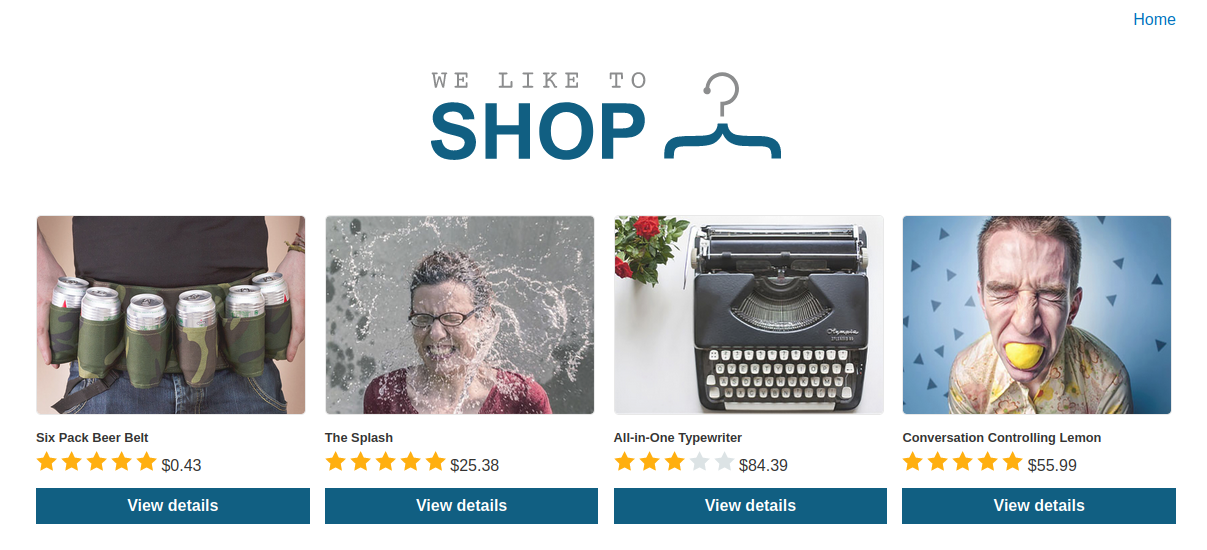 Home
WE LIKE TO
SHOP
Olympia
Six Pack Beer Belt
The Splash
All-in-One Typewriter
Conversation Controlling Lemon
$0.43
$25.38
$84.39
$55.99
View details
View details
View details
View details